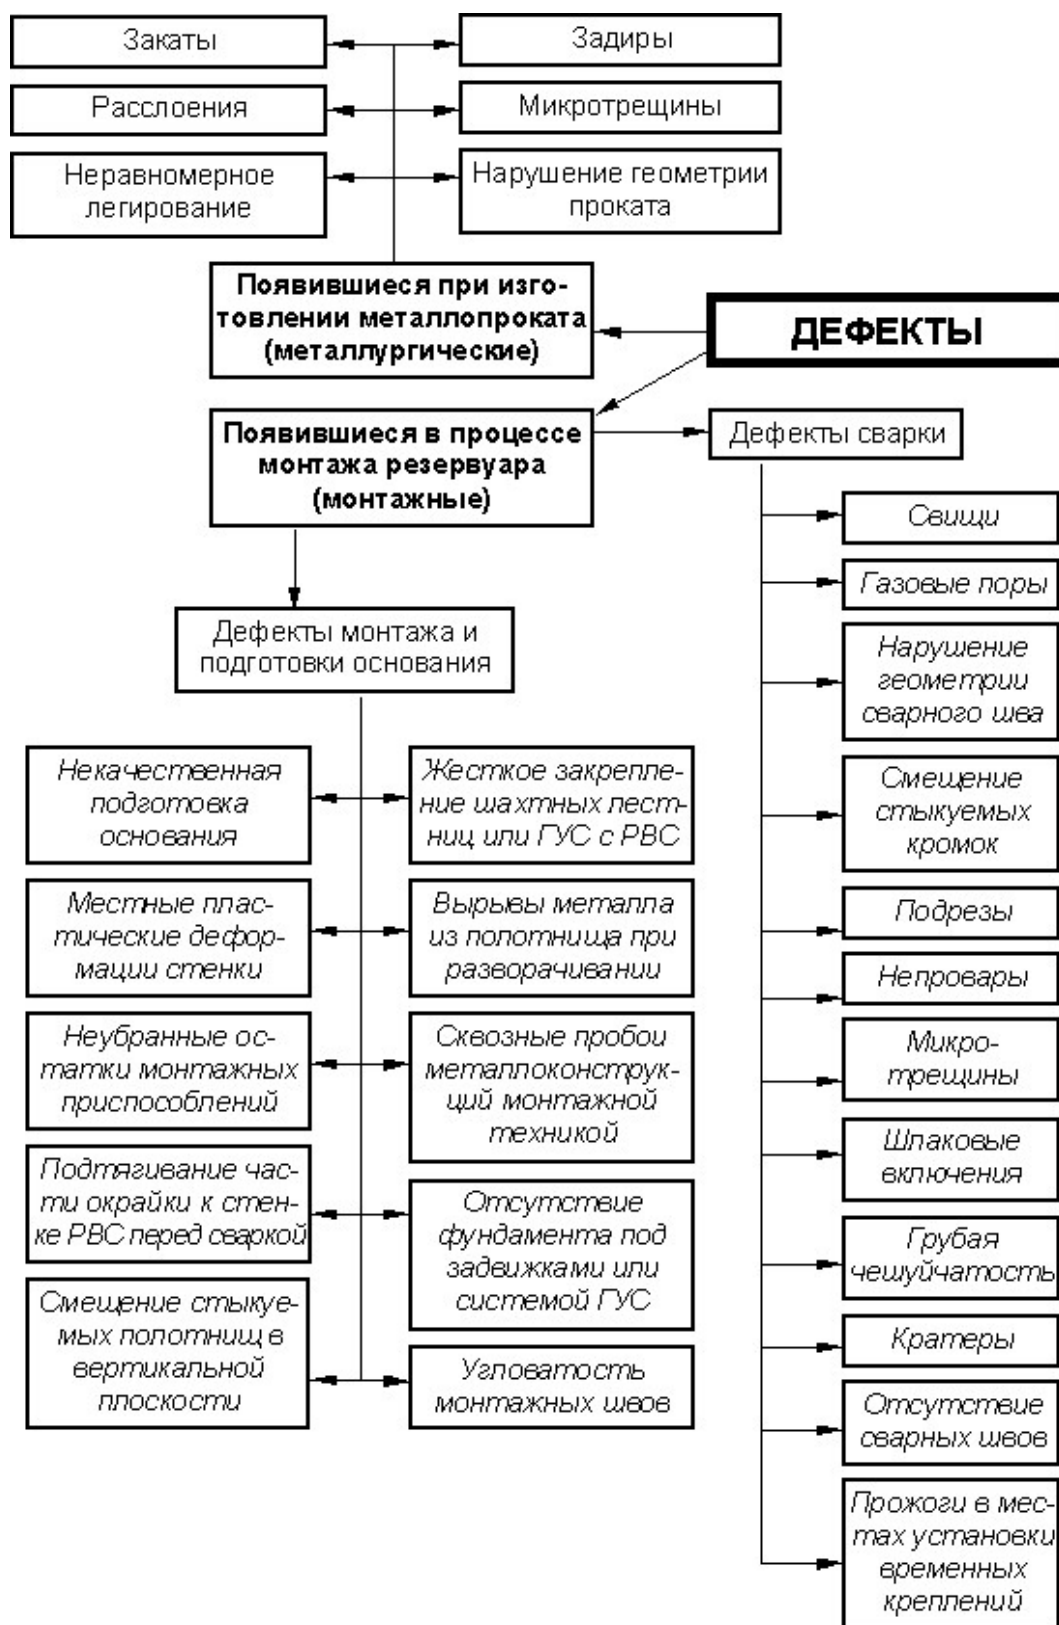 Закаты
Задиры
Расслоения
Микротрещины
Неравномерное
легирование
Нарушение геометрии
проката
Появившиеся при изго-
товлении металлопроката
(металлургические)
ДЕФЕКТЫ
Появившиеся в процессе
монтажа резервуара
(монтажные)
Дефекты сварки
Дефекты монтажа и
подготовки основания
Некачественная
подготовка
основания
Жесткое закрепле-
ние шахтных лест-
ниц или ГУС с РВС
Местные плас-
тические дефор-
мации стенки
Вырывы металла
из полотнища при
разворачивании
Неубранные ос-
татки монтажных
приспособлений
Сквозные пробои
металлоконструк-
ций монтажной
техникой
Подтягивание час-
ти окрайки к стен-
ке РВС перед сваркой
Отсутствие
фундамента под
задвижками или
системой ГУС
Смещение стыкуе-
мых полотнищ в
вертикальной
плоскости
Угловатость
монтажных швов
Свищи
Газовые поры
Нарушение
геометрии
сварного шва
Смещение
стыкуемых
кромок
Подрезы
Непровары
Микро-
трещины
Шлаковые
включения
Грубая
чешуйчатость
Кратеры
Отсутствие
сварных швов
Прожоги в мес-
тах установки
временных
креплений